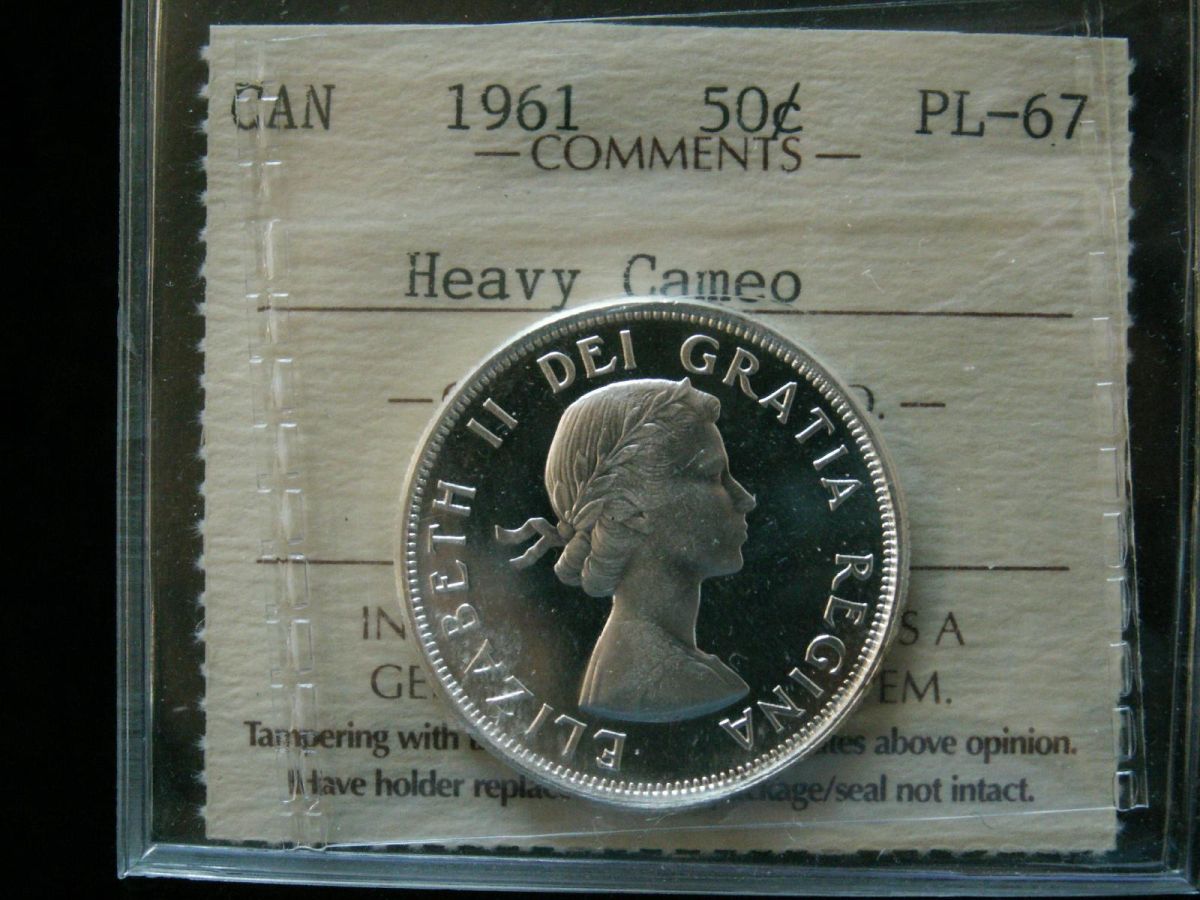 CAN 1961 50¢ PL-67
— COMMENTS —
Heavy Cameo
ELIZABETH II DEI GRATIA REGINA
IN S A
GE EM.
Tampering with tes above opinion.
Have holder repla kage/seal not intact.